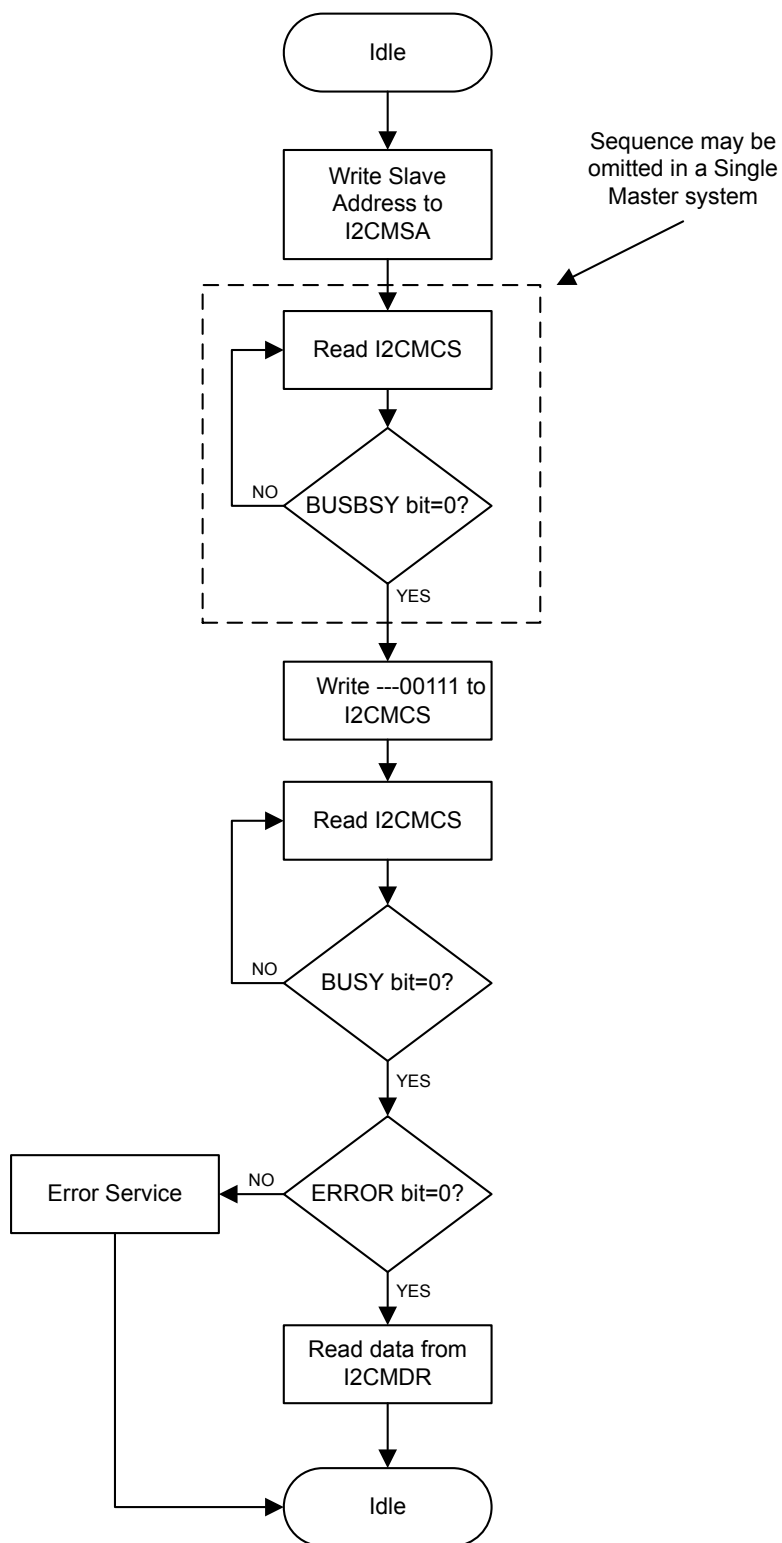 Idle
Write Slave
Address to
I2CMSA
Sequence may be
omitted in a Single
Master system
Read I2CMCS
BUSBSY bit=0?
NO
YES
Write ---00111 to
I2CMCS
Read I2CMCS
BUSY bit=0?
NO
YES
Error Service
NO
ERROR bit=0?
YES
Read data from
I2CMDR
Idle